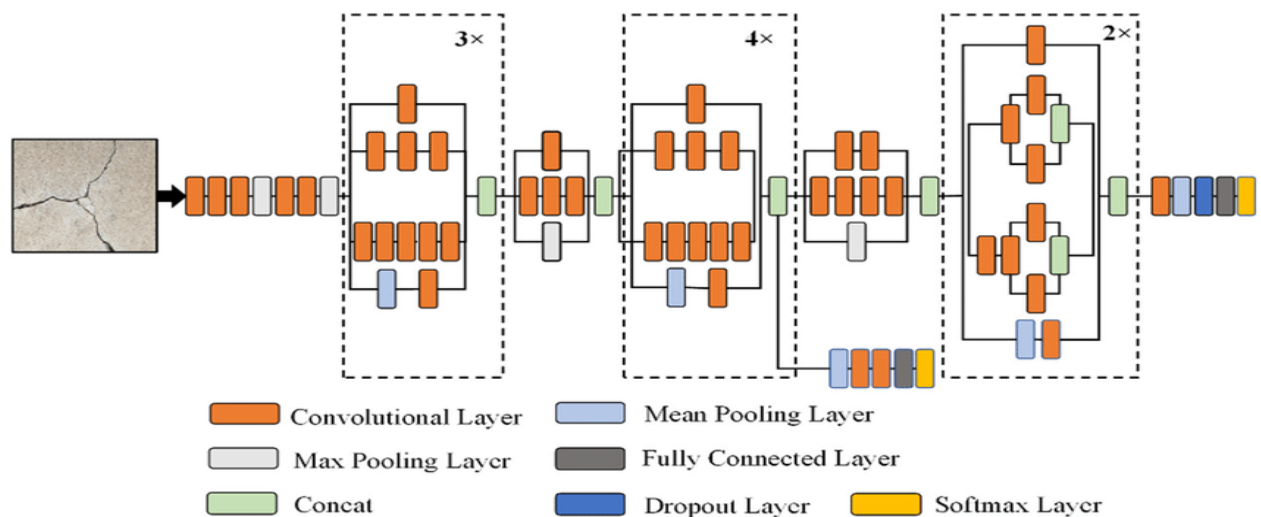 3×
4×
2×
Convolutional Layer
Mean Pooling Layer
Max Pooling Layer
Fully Connected Layer
Concat
Dropout Layer
Softmax Layer